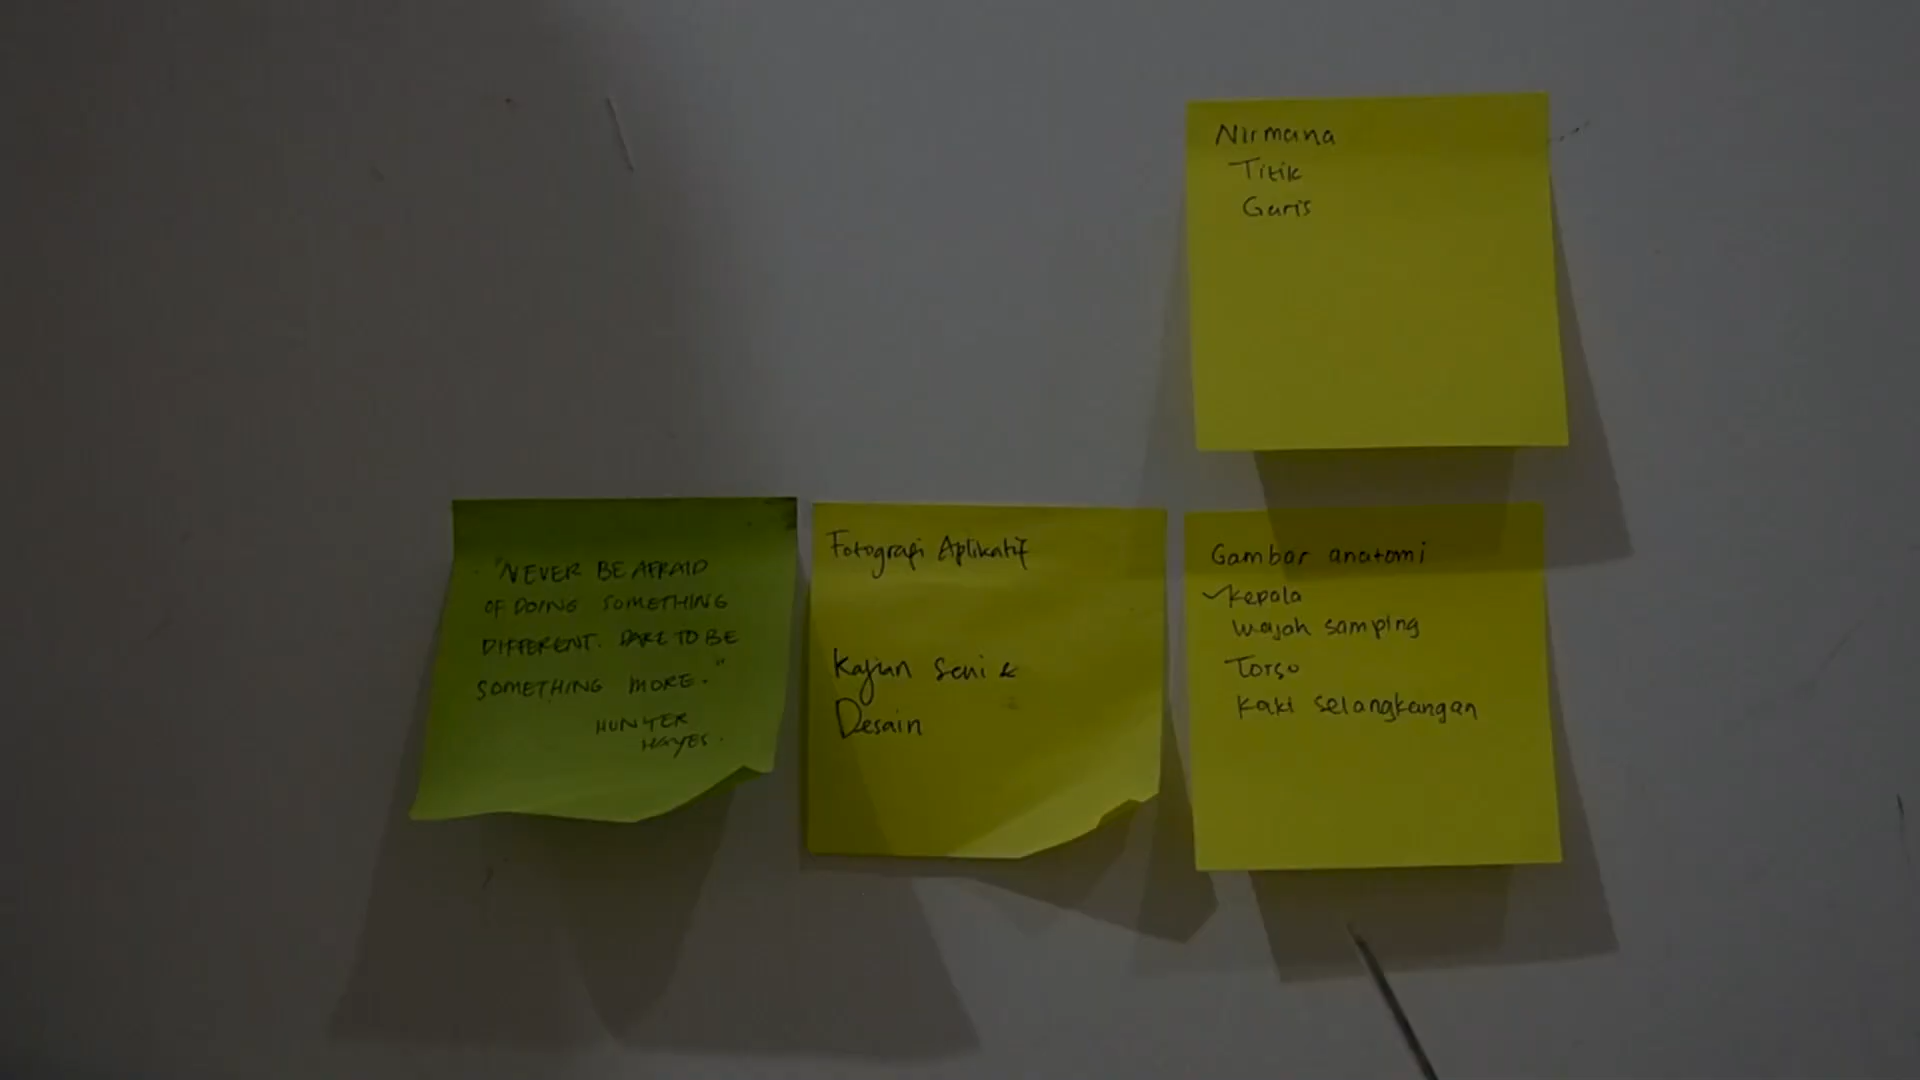 Nirmana
Titik
Garis
"NEVER BE AFRAID
OF DOING SOMETHING
DIFFERENT. DARE TO BE
SOMETHING MORE."
HUNTER
HAYES.
Fotografi Aplikatif
Kajian Seni &
Desain
Gambar anatomi
✓Kepala
wajah samping
Torso
Kaki selangkangan